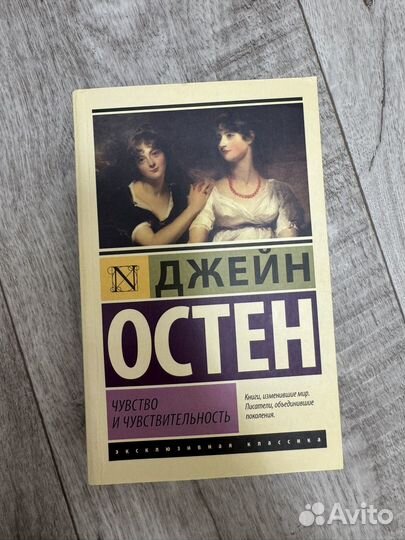 N
ДЖЕЙН
ОСТЕН
ЧУВСТВО
И ЧУВСТВИТЕЛЬНОСТЬ
Книги, изменившие мир.
Писатели, объединившие
поколения.
ЭКСКЛЮЗИВНАЯ КЛАССИКА
Avito